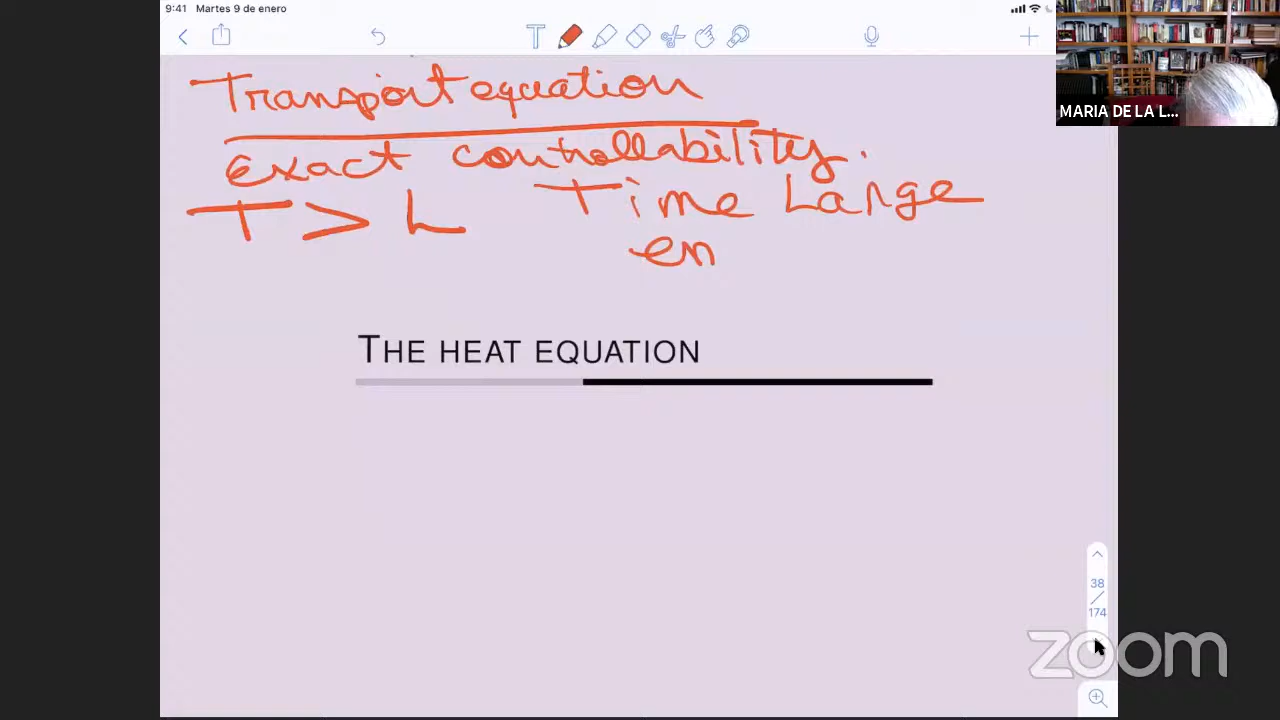 9:41 Martes 9 de enero
MARIA DE LA L...
Transport equation
Exact controllability.
T > L Time Large
en
THE HEAT EQUATION
38
174
zoom